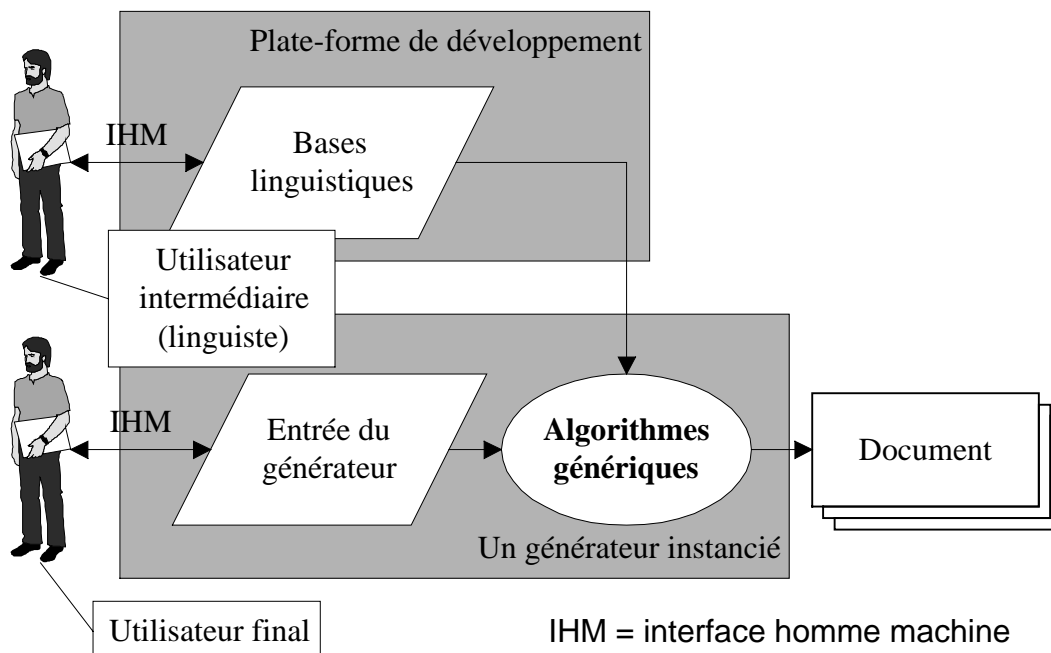 Plate-forme de développement
IHM
Bases
linguistiques
Utilisateur
intermédiaire
(linguiste)
IHM
Entrée du
générateur
Algorithmes
génériques
Document
Un générateur instancié
Utilisateur final
IHM = interface homme machine